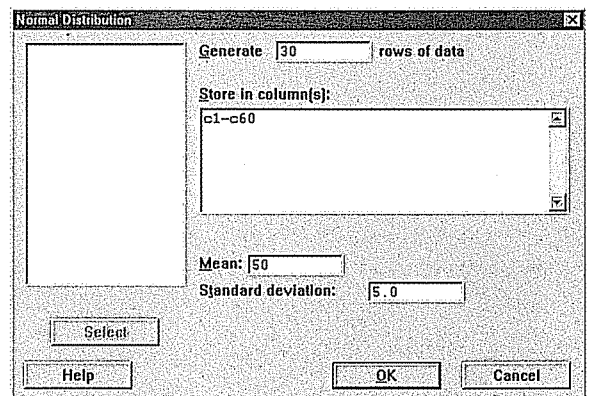 Normal Distribution
Generate 30 rows of data
Store in column(s):
c1-c60
Mean: 50
Standard deviation: 5.0
Select
Help
OK
Cancel